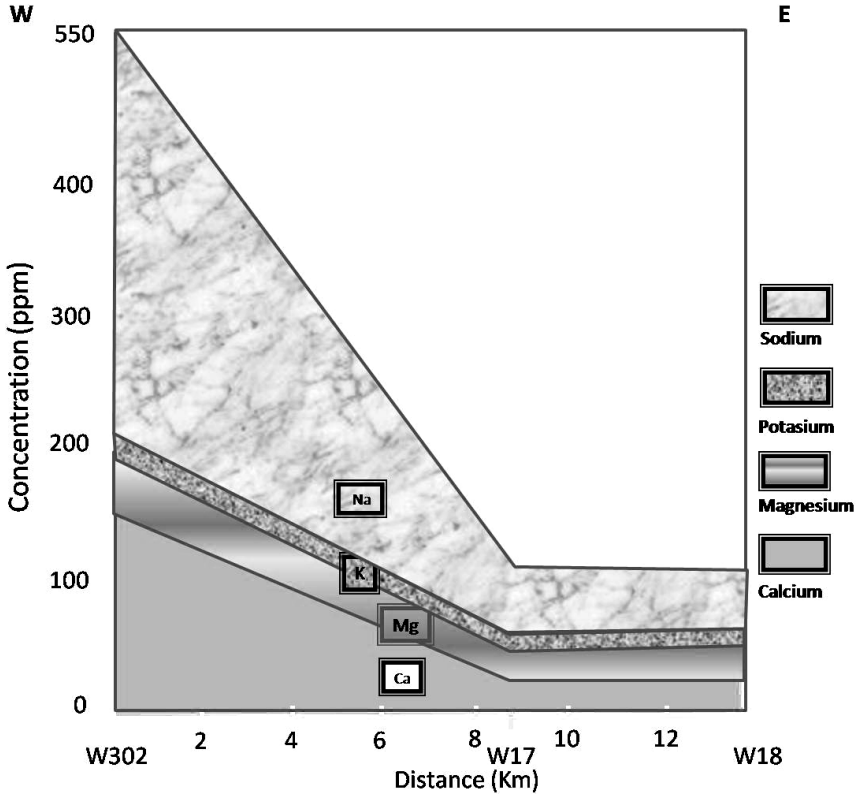 W
E
550
400
300
200
100
0
Concentration (ppm)
Na
K
Mg
Ca
Sodium
Potasium
Magnesium
Calcium
2 4 6 8 10 12
W302 W17 W18
Distance (Km)